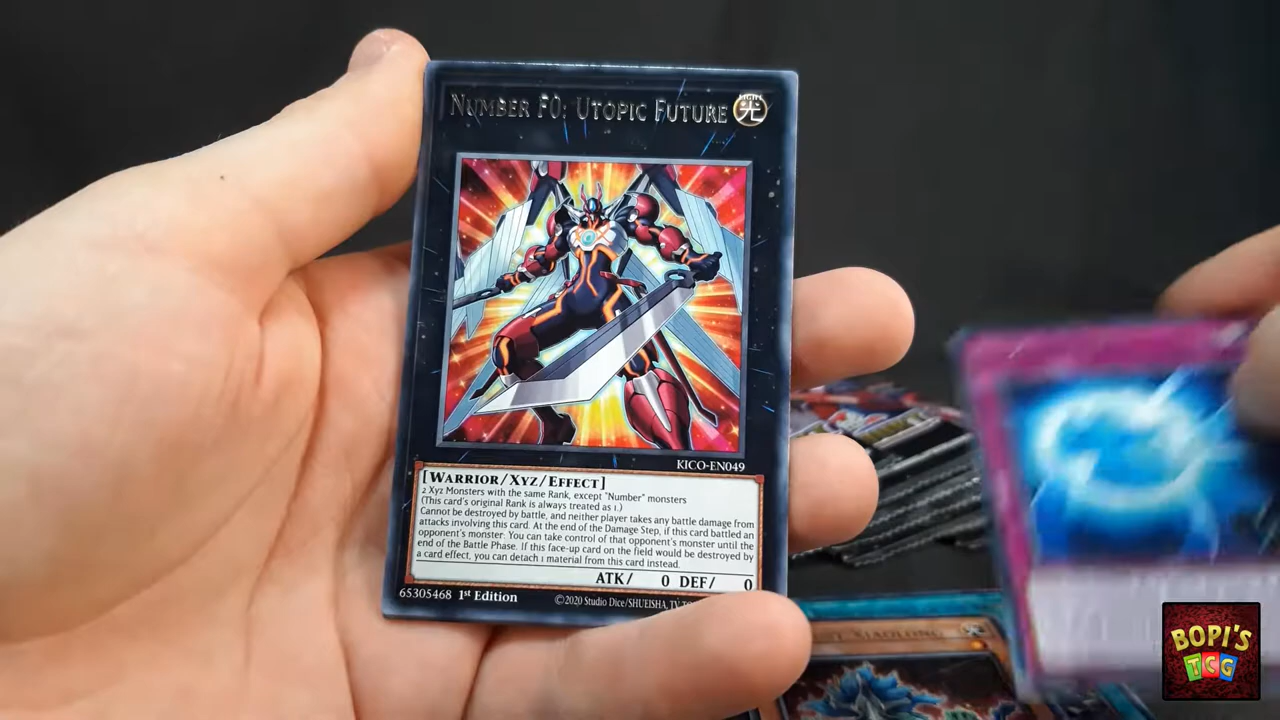 NUMBER F0: UTOPIC FUTURE
LIGHT
光
KICO-EN049
[WARRIOR/XYZ/EFFECT]
2 Xyz Monsters with the same Rank, except "Number" monsters
(This card's original Rank is always treated as 1.)
Cannot be destroyed by battle, and neither player takes any battle damage from
attacks involving this card. At the end of the Damage Step, if this card battled an
opponent's monster: You can take control of that opponent's monster until the
end of the Battle Phase. If this face-up card on the field would be destroyed by
a card effect, you can detach 1 material from this card instead.
ATK/ 0 DEF/ 0
65305468 1st Edition
©2020 Studio Dice/SHUEISHA, TV
XIAOLONG
BOPI'S
TCG